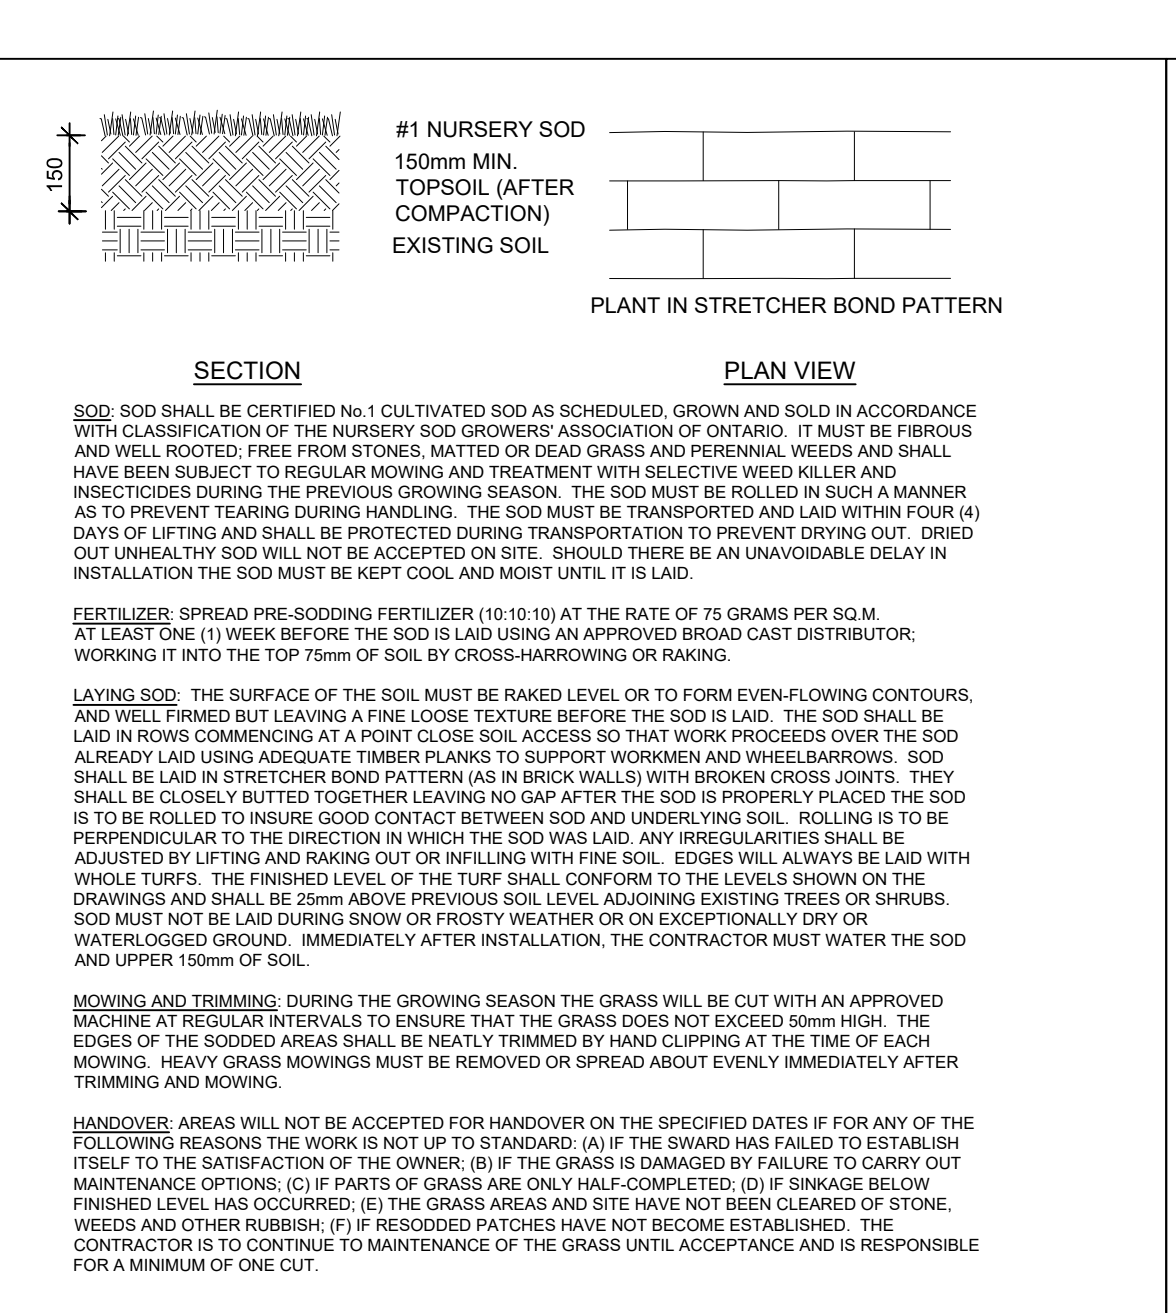 150
#1 NURSERY SOD
150mm MIN.
TOPSOIL (AFTER
COMPACTION)
EXISTING SOIL
PLANT IN STRETCHER BOND PATTERN
SECTION
PLAN VIEW
SOD: SOD SHALL BE CERTIFIED No.1 CULTIVATED SOD AS SCHEDULED, GROWN AND SOLD IN ACCORDANCE
WITH CLASSIFICATION OF THE NURSERY SOD GROWERS' ASSOCIATION OF ONTARIO. IT MUST BE FIBROUS
AND WELL ROOTED; FREE FROM STONES, MATTED OR DEAD GRASS AND PERENNIAL WEEDS AND SHALL
HAVE BEEN SUBJECT TO REGULAR MOWING AND TREATMENT WITH SELECTIVE WEED KILLER AND
INSECTICIDES DURING THE PREVIOUS GROWING SEASON. THE SOD MUST BE ROLLED IN SUCH A MANNER
AS TO PREVENT TEARING DURING HANDLING. THE SOD MUST BE TRANSPORTED AND LAID WITHIN FOUR (4)
DAYS OF LIFTING AND SHALL BE PROTECTED DURING TRANSPORTATION TO PREVENT DRYING OUT. DRIED
OUT UNHEALTHY SOD WILL NOT BE ACCEPTED ON SITE. SHOULD THERE BE AN UNAVOIDABLE DELAY IN
INSTALLATION THE SOD MUST BE KEPT COOL AND MOIST UNTIL IT IS LAID.
FERTILIZER: SPREAD PRE-SODDING FERTILIZER (10:10:10) AT THE RATE OF 75 GRAMS PER SQ.M.
AT LEAST ONE (1) WEEK BEFORE THE SOD IS LAID USING AN APPROVED BROAD CAST DISTRIBUTOR;
WORKING IT INTO THE TOP 75mm OF SOIL BY CROSS-HARROWING OR RAKING.
LAYING SOD: THE SURFACE OF THE SOIL MUST BE RAKED LEVEL OR TO FORM EVEN-FLOWING CONTOURS,
AND WELL FIRMED BUT LEAVING A FINE LOOSE TEXTURE BEFORE THE SOD IS LAID. THE SOD SHALL BE
LAID IN ROWS COMMENCING AT A POINT CLOSE SOIL ACCESS SO THAT WORK PROCEEDS OVER THE SOD
ALREADY LAID USING ADEQUATE TIMBER PLANKS TO SUPPORT WORKMEN AND WHEELBARROWS. SOD
SHALL BE LAID IN STRETCHER BOND PATTERN (AS IN BRICK WALLS) WITH BROKEN CROSS JOINTS. THEY
SHALL BE CLOSELY BUTTED TOGETHER LEAVING NO GAP AFTER THE SOD IS PROPERLY PLACED THE SOD
IS TO BE ROLLED TO INSURE GOOD CONTACT BETWEEN SOD AND UNDERLYING SOIL. ROLLING IS TO BE
PERPENDICULAR TO THE DIRECTION IN WHICH THE SOD WAS LAID. ANY IRREGULARITIES SHALL BE
ADJUSTED BY LIFTING AND RAKING OUT OR INFILLING WITH FINE SOIL. EDGES WILL ALWAYS BE LAID WITH
WHOLE TURFS. THE FINISHED LEVEL OF THE TURF SHALL CONFORM TO THE LEVELS SHOWN ON THE
DRAWINGS AND SHALL BE 25mm ABOVE PREVIOUS SOIL LEVEL ADJOINING EXISTING TREES OR SHRUBS.
SOD MUST NOT BE LAID DURING SNOW OR FROSTY WEATHER OR ON EXCEPTIONALLY DRY OR
WATERLOGGED GROUND. IMMEDIATELY AFTER INSTALLATION, THE CONTRACTOR MUST WATER THE SOD
AND UPPER 150mm OF SOIL.
MOWING AND TRIMMING: DURING THE GROWING SEASON THE GRASS WILL BE CUT WITH AN APPROVED
MACHINE AT REGULAR INTERVALS TO ENSURE THAT THE GRASS DOES NOT EXCEED 50mm HIGH. THE
EDGES OF THE SODDED AREAS SHALL BE NEATLY TRIMMED BY HAND CLIPPING AT THE TIME OF EACH
MOWING. HEAVY GRASS MOWINGS MUST BE REMOVED OR SPREAD ABOUT EVENLY IMMEDIATELY AFTER
TRIMMING AND MOWING.
HANDOVER: AREAS WILL NOT BE ACCEPTED FOR HANDOVER ON THE SPECIFIED DATES IF FOR ANY OF THE
FOLLOWING REASONS THE WORK IS NOT UP TO STANDARD: (A) IF THE SWARD HAS FAILED TO ESTABLISH
ITSELF TO THE SATISFACTION OF THE OWNER; (B) IF THE GRASS IS DAMAGED BY FAILURE TO CARRY OUT
MAINTENANCE OPTIONS; (C) IF PARTS OF GRASS ARE ONLY HALF-COMPLETED; (D) IF SINKAGE BELOW
FINISHED LEVEL HAS OCCURRED; (E) THE GRASS AREAS AND SITE HAVE NOT BEEN CLEARED OF STONE,
WEEDS AND OTHER RUBBISH; (F) IF RESODDED PATCHES HAVE NOT BECOME ESTABLISHED. THE
CONTRACTOR IS TO CONTINUE TO MAINTENANCE OF THE GRASS UNTIL ACCEPTANCE AND IS RESPONSIBLE
FOR A MINIMUM OF ONE CUT.